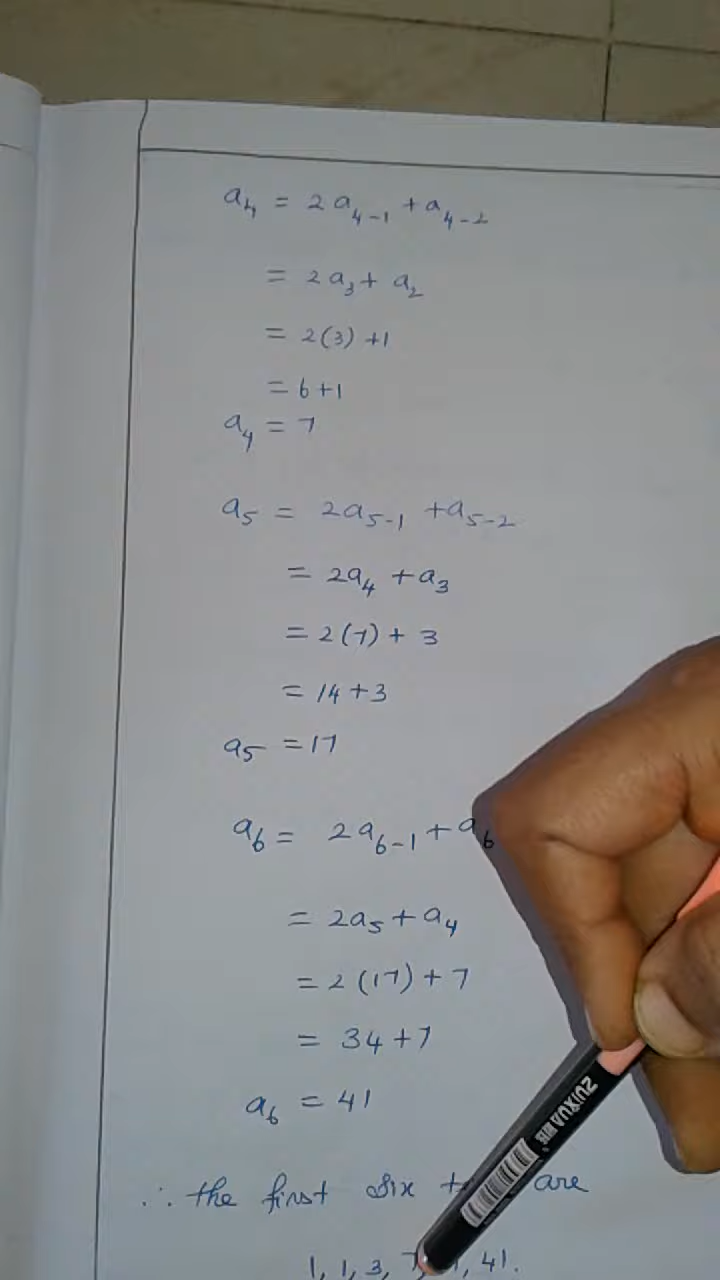 a₄ = 2a₄₋₁ + a₄₋₂
= 2a₃ + a₂
= 2(3) + 1
= 6 + 1
a₄ = 7
a₅ = 2a₅₋₁ + a₅₋₂
= 2a₄ + a₃
= 2(7) + 3
= 14 + 3
a₅ = 17
a₆ = 2a₆₋₁ + a₆
= 2a₅ + a₄
= 2(17) + 7
= 34 + 7
a₆ = 41
∴ the first six are
1, 1, 3, 7, 41.
ZUIXUA